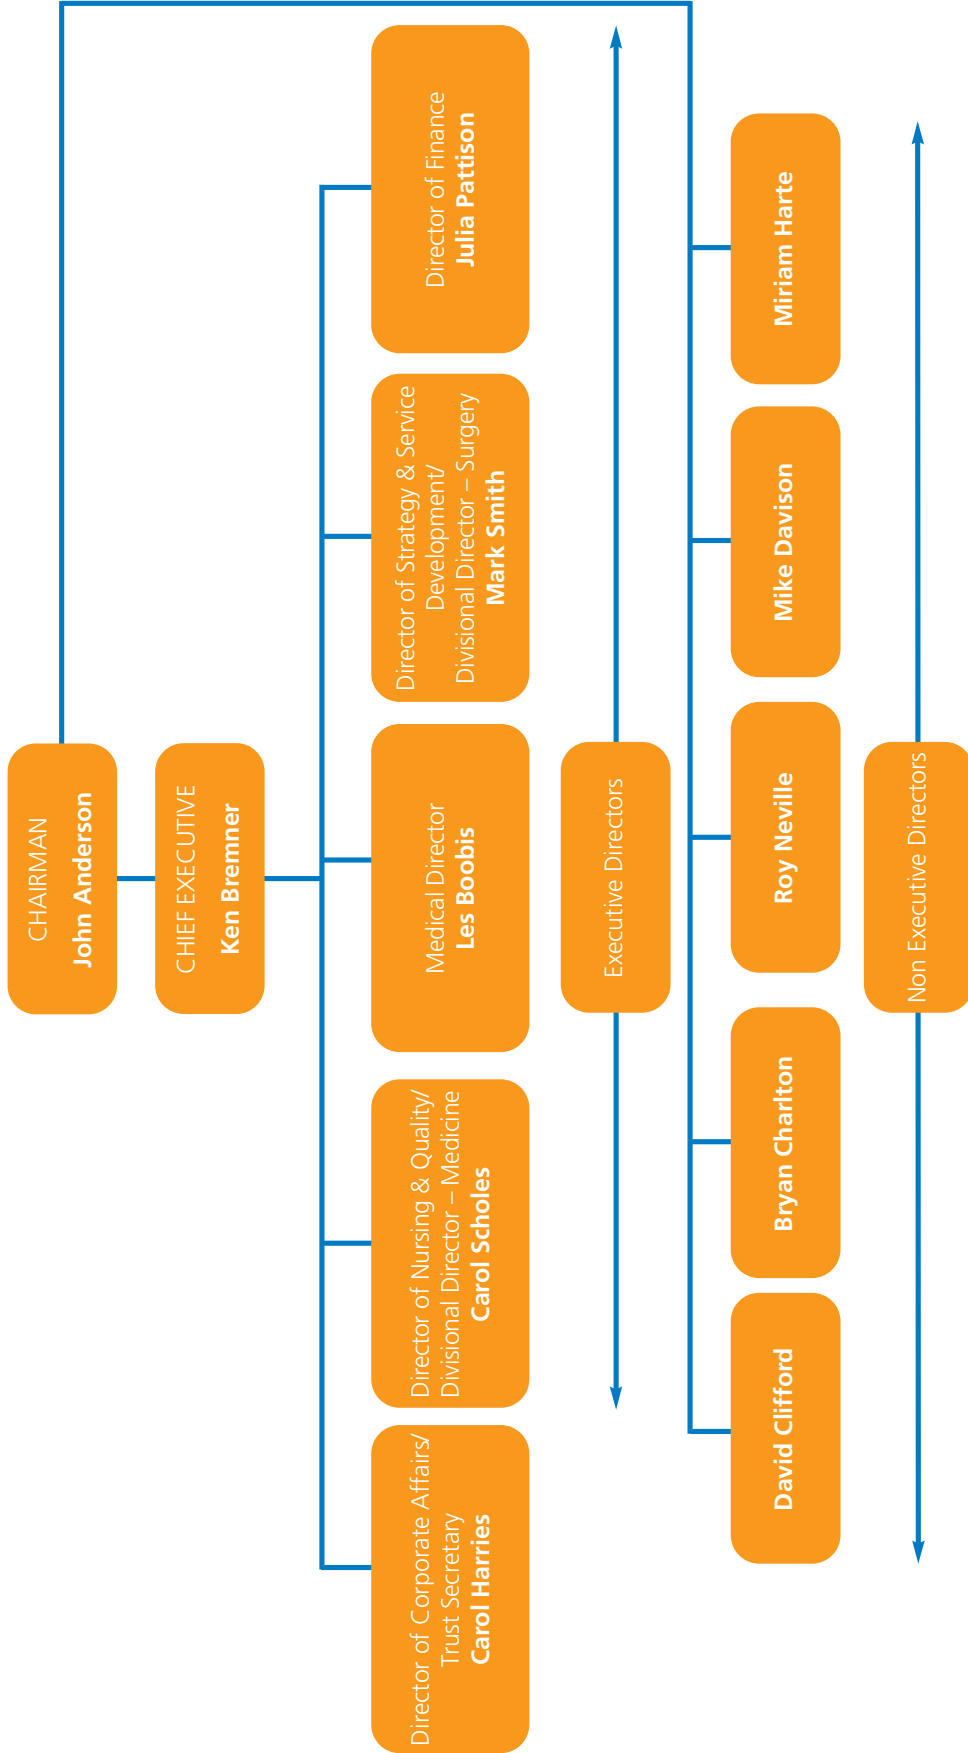 CHAIRMAN
John Anderson
CHIEF EXECUTIVE
Ken Bremner
Director of Corporate Affairs/
Trust Secretary
Carol Harries
Director of Nursing & Quality/
Divisional Director – Medicine
Carol Scholes
Medical Director
Les Boobis
Director of Strategy & Service
Development/
Divisional Director – Surgery
Mark Smith
Director of Finance
Julia Pattison
Executive Directors
David Clifford
Bryan Charlton
Roy Neville
Mike Davison
Miriam Harte
Non Executive Directors